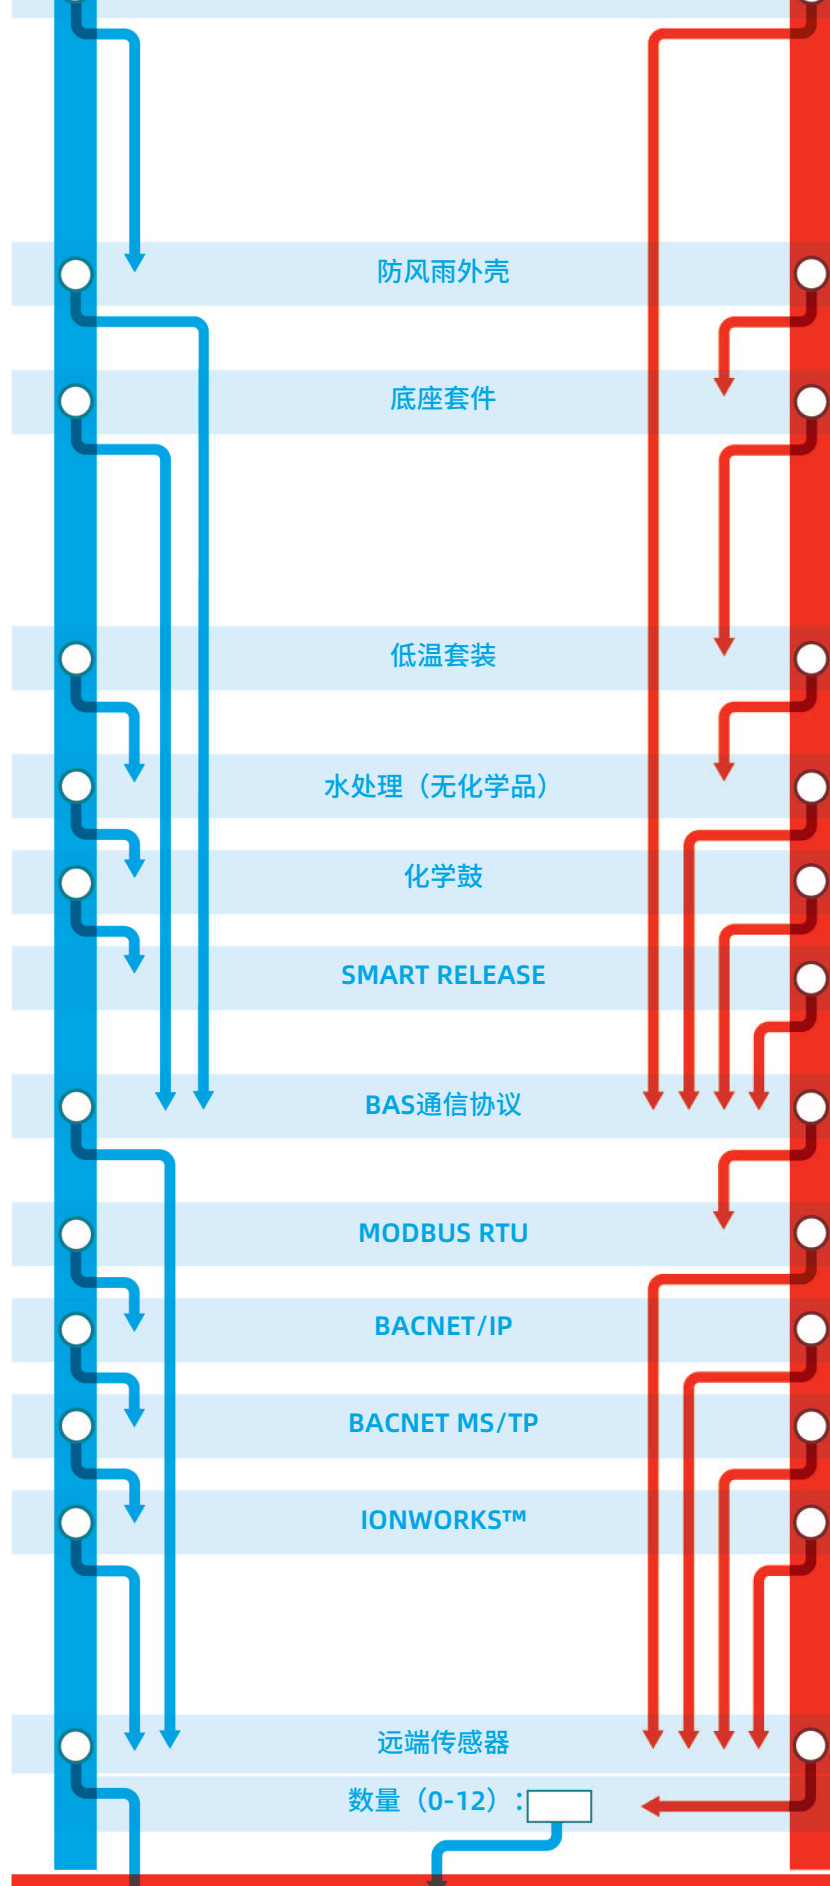 防风雨外壳
底座套件
低温套装
水处理（无化学品）
化学鼓
SMART RELEASE
BAS通信协议
MODBUS RTU
BACNET/IP
BACNET MS/TP
IONWORKS™
远端传感器
数量（0-12）：